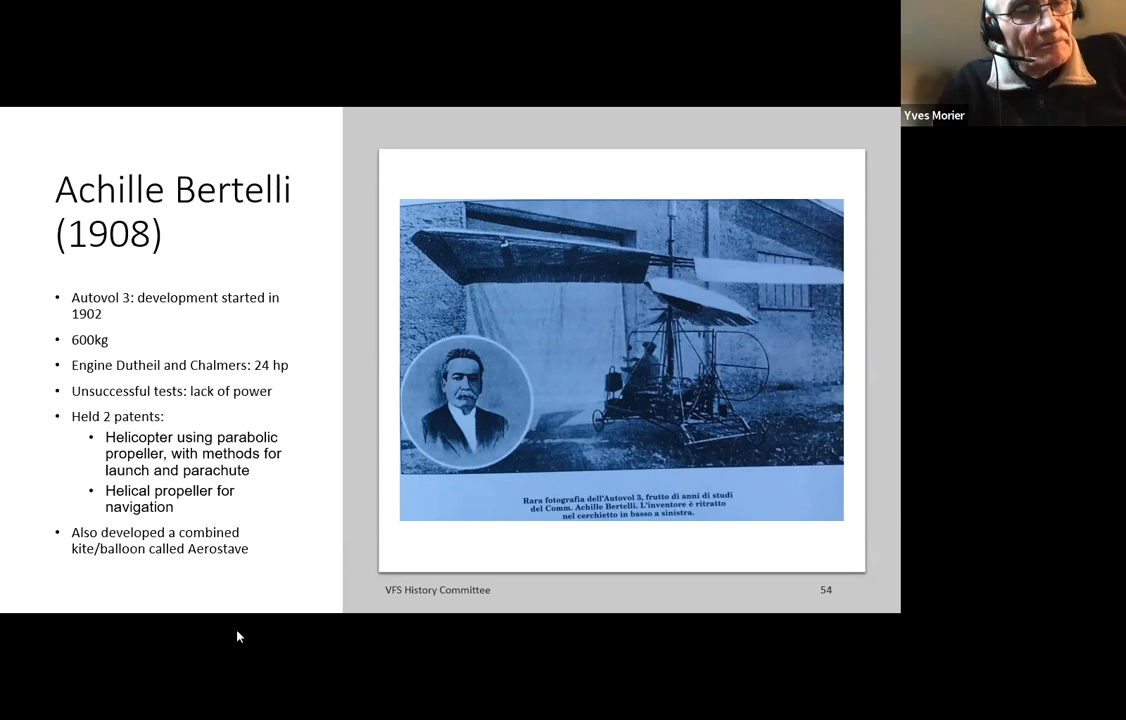 Yves Morier
Achille Bertelli
(1908)
• Autovol 3: development started in
1902
• 600kg
• Engine Dutheil and Chalmers: 24 hp
• Unsuccessful tests: lack of power
• Held 2 patents:
• Helicopter using parabolic
propeller, with methods for
launch and parachute
• Helical propeller for
navigation
• Also developed a combined
kite/balloon called Aerostave
Rara fotografia dell'Autovol 3, frutto di anni di studi
del Comm. Achille Bertelli. L'inventore è ritratto
nel cerchietto in basso a sinistra.
VFS History Committee
54